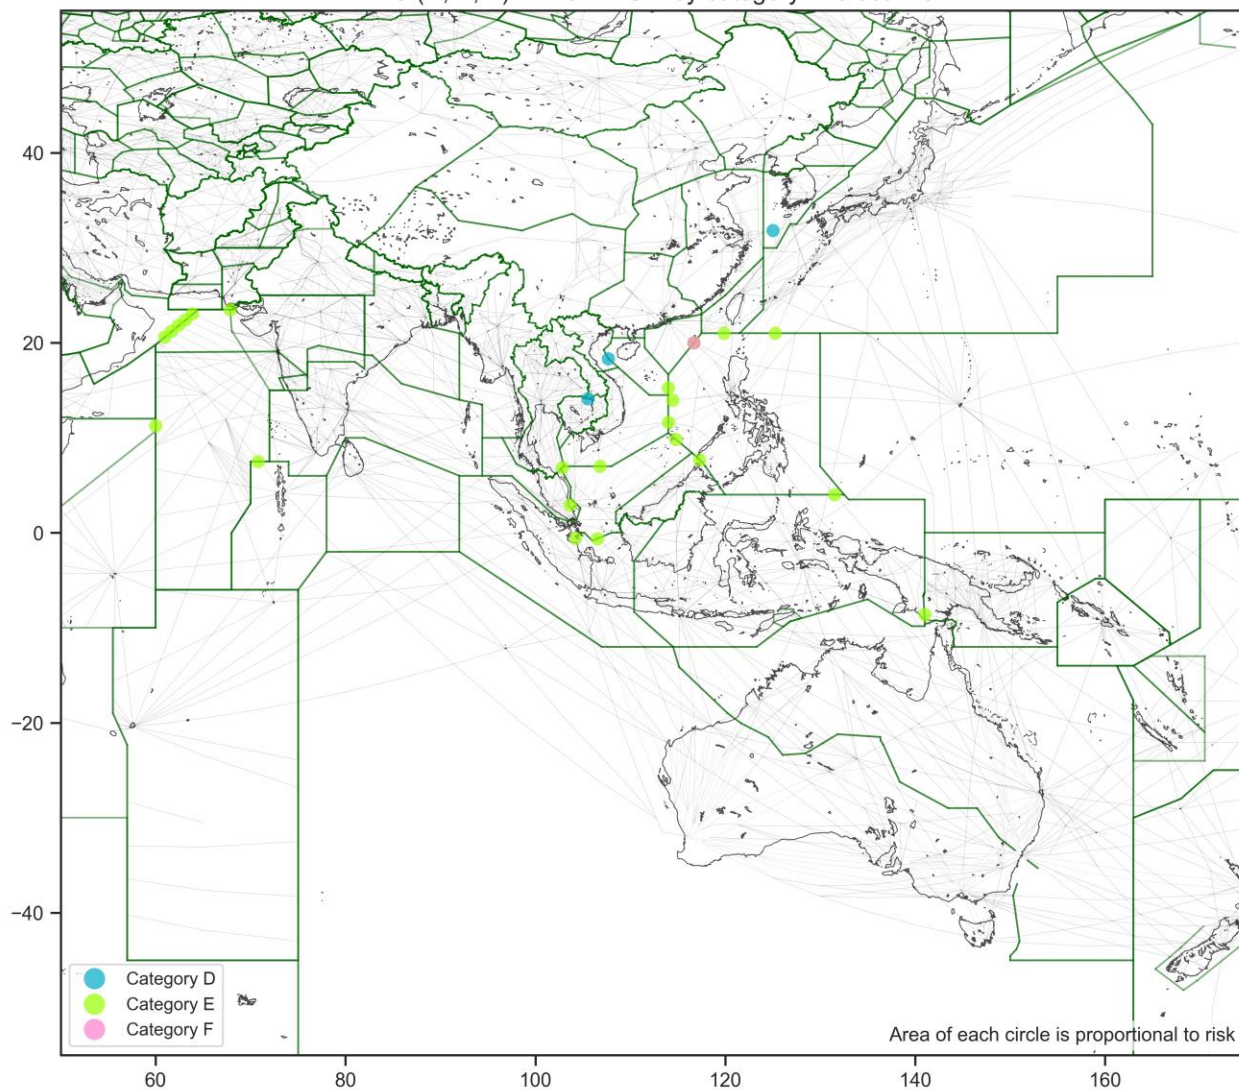 40
20
0
−20
−40
Category D
Category E
Category F
Area of each circle is proportional to risk
60 80 100 120 140 160